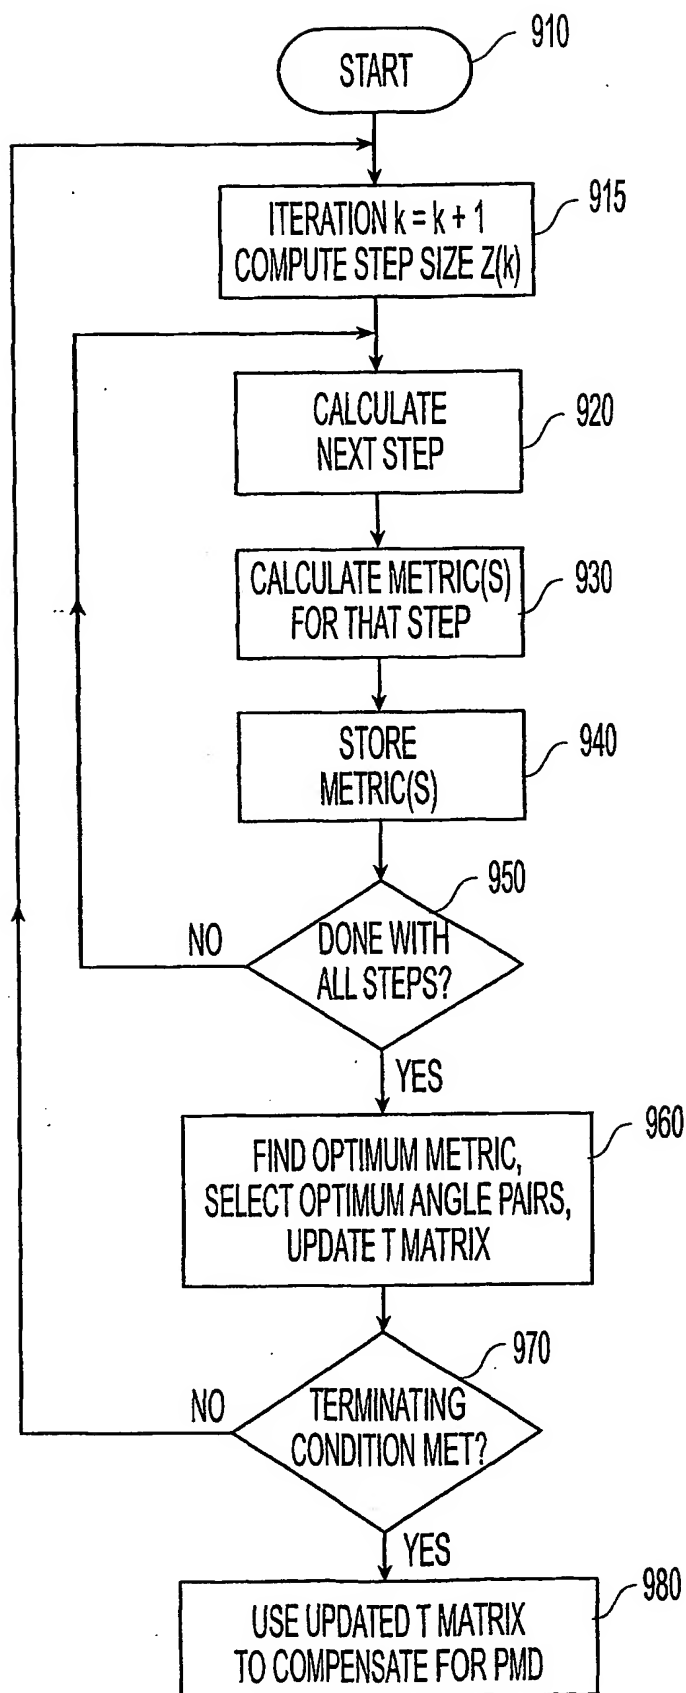 910
START
915
ITERATION k = k + 1
COMPUTE STEP SIZE Z(k)
920
CALCULATE
NEXT STEP
930
CALCULATE METRIC(S)
FOR THAT STEP
940
STORE
METRIC(S)
950
NO
DONE WITH
ALL STEPS?
YES
960
FIND OPTIMUM METRIC,
SELECT OPTIMUM ANGLE PAIRS,
UPDATE T MATRIX
970
NO
TERMINATING
CONDITION MET?
YES
980
USE UPDATED T MATRIX
TO COMPENSATE FOR PMD